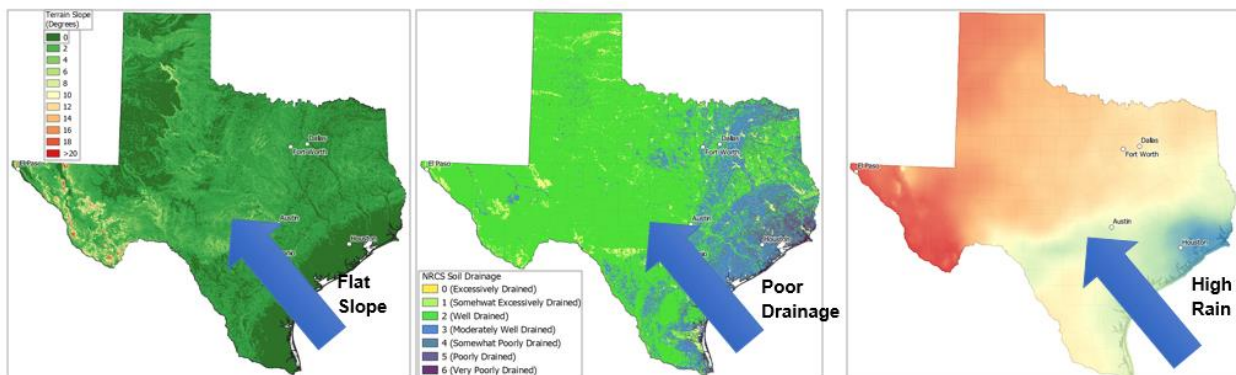 Terrain Slope
(Degrees)
0
2
4
6
8
10
12
14
16
18
>20
El Paso
Dallas
Fort Worth
Austin
Houston
Flat
Slope
El Paso
Dallas
Fort Worth
Austin
Houston
NRCS Soil Drainage
0 (Excessively Drained)
1 (Somehwat Excessively Drained)
2 (Well Drained)
3 (Moderately Well Drained)
4 (Somewhat Poorly Drained)
5 (Poorly Drained)
6 (Very Poorly Drained)
Poor
Drainage
El Paso
Dallas
Fort Worth
Austin
Houston
High
Rain